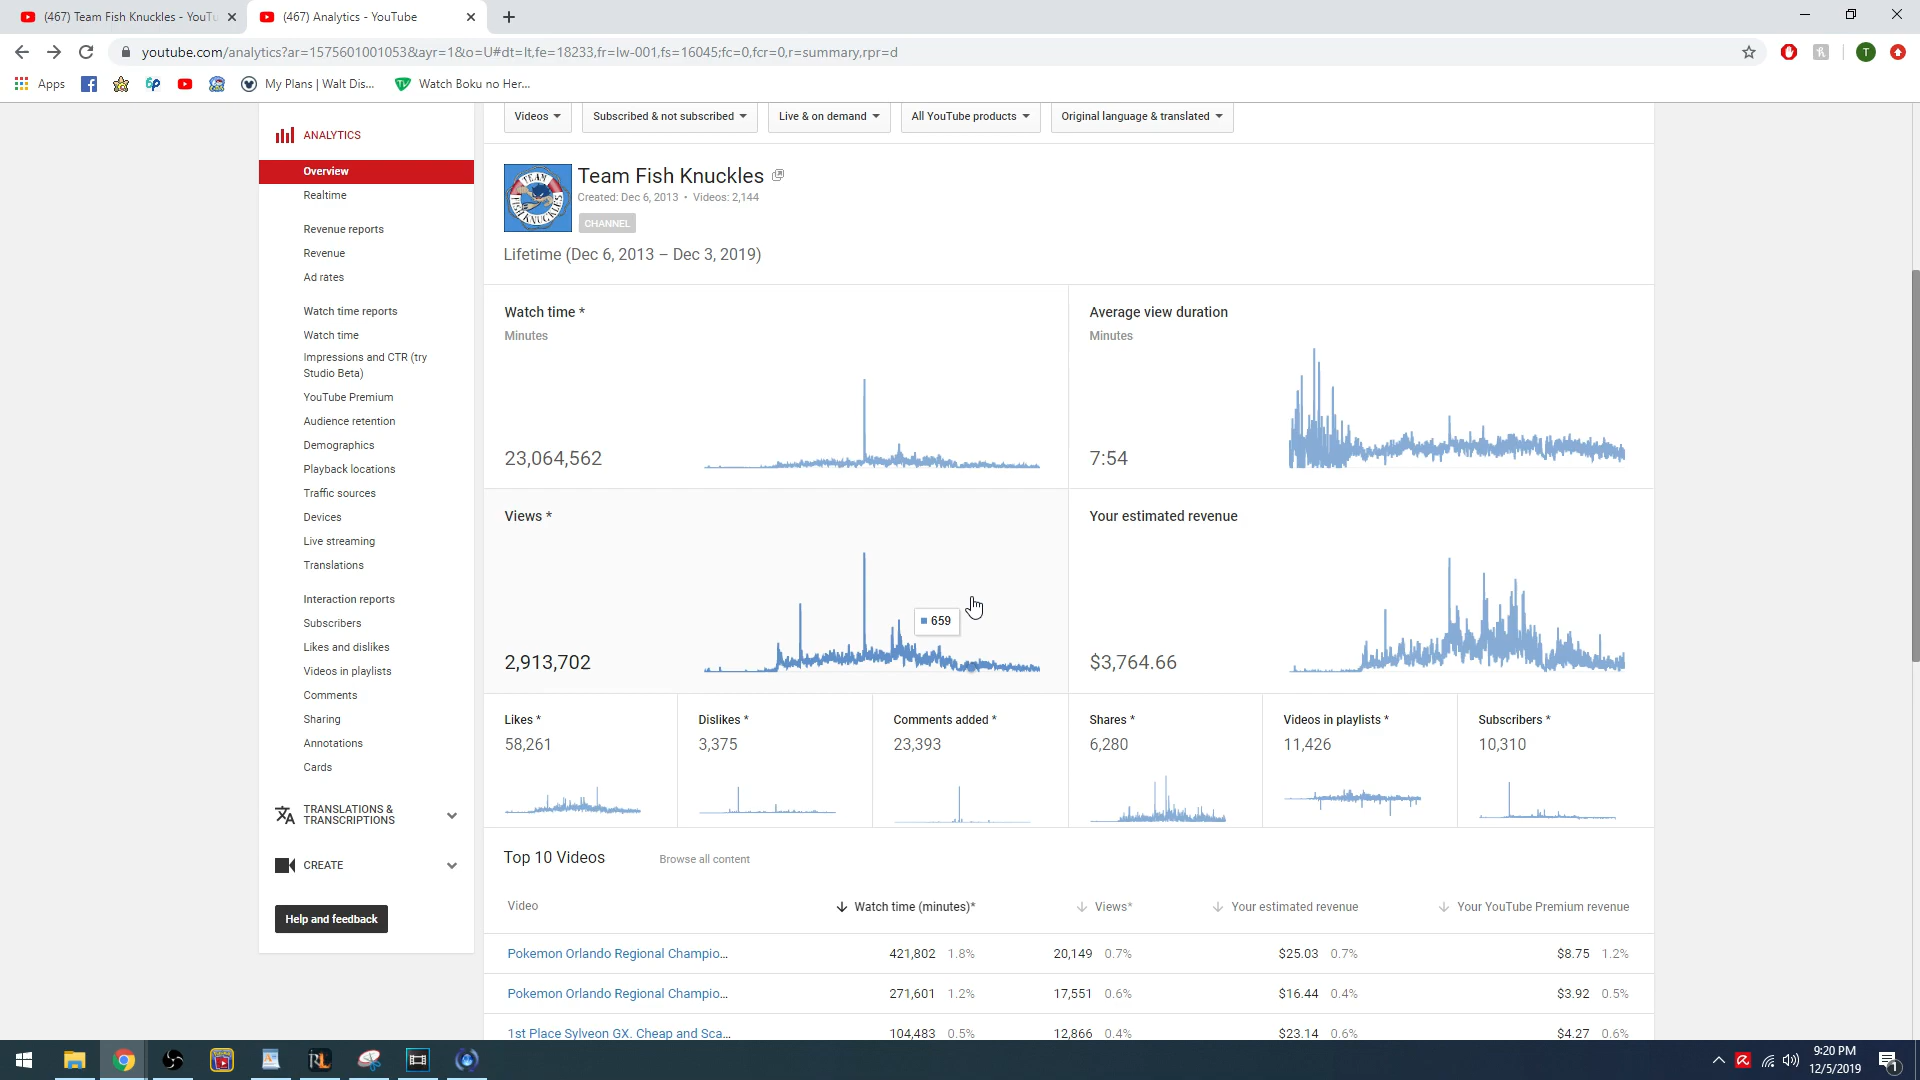 (467) Team Fish Knuckles - YouTu
(467) Analytics - YouTube
youtube.com/analytics?ar=1575601001053&ayr=1&o=U#dt=lt,fe=18233,fr=lw-001,fs=16045;fc=0,fcr=0,r=summary,rpr=d
T
Apps
My Plans | Walt Dis...
Watch Boku no Her...
ANALYTICS
Overview
Realtime
Revenue reports
Revenue
Ad rates
Watch time reports
Watch time
Impressions and CTR (try
Studio Beta)
YouTube Premium
Audience retention
Demographics
Playback locations
Traffic sources
Devices
Live streaming
Translations
Interaction reports
Subscribers
Likes and dislikes
Videos in playlists
Comments
Sharing
Annotations
Cards
TRANSLATIONS &
TRANSCRIPTIONS
CREATE
Help and feedback
Videos
Subscribed & not subscribed
Live & on demand
All YouTube products
Original language & translated
TEAM
FISH KNUCKLES
Team Fish Knuckles
Created: Dec 6, 2013 • Videos: 2,144
CHANNEL
Lifetime (Dec 6, 2013 – Dec 3, 2019)
Watch time *
Minutes
23,064,562
Average view duration
Minutes
7:54
Views *
659
2,913,702
Your estimated revenue
$3,764.66
Likes *
58,261
Dislikes *
3,375
Comments added *
23,393
Shares *
6,280
Videos in playlists *
11,426
Subscribers *
10,310
Top 10 Videos
Browse all content
Video
Watch time (minutes)*
Views*
Your estimated revenue
Your YouTube Premium revenue
Pokemon Orlando Regional Champio... 421,802 1.8% 20,149 0.7% $25.03 0.7% $8.75 1.2%
Pokemon Orlando Regional Champio... 271,601 1.2% 17,551 0.6% $16.44 0.4% $3.92 0.5%
1st Place Sylveon GX. Cheap and Sca... 104,483 0.5% 12,866 0.4% $23.14 0.6% $4.27 0.6%
9:20 PM
12/5/2019
1